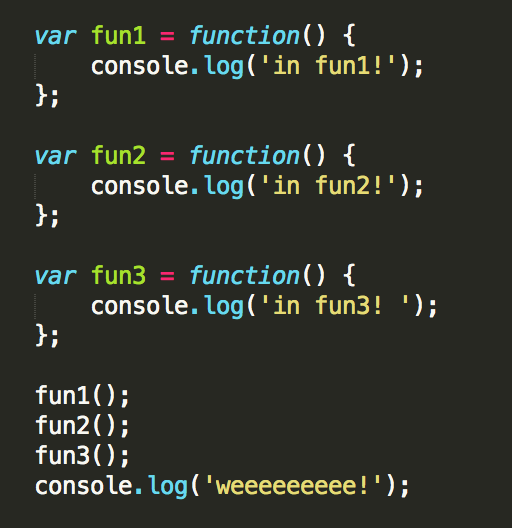 var fun1 = function() {
    console.log('in fun1!');
};

var fun2 = function() {
    console.log('in fun2!');
};

var fun3 = function() {
    console.log('in fun3! ');
};

fun1();
fun2();
fun3();
console.log('weeeeeeeee!');